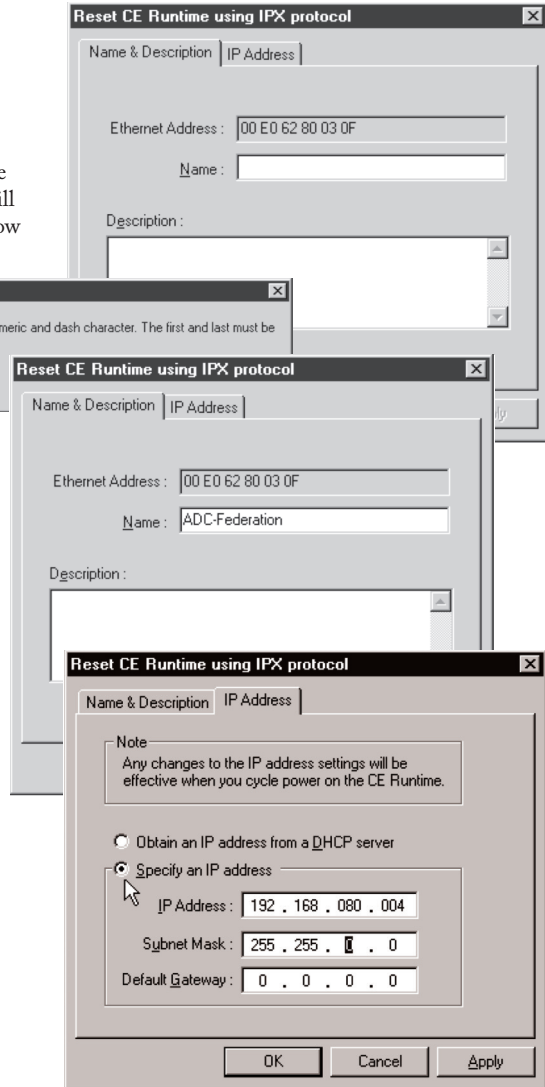 Reset CE Runtime using IPX protocol
Name & Description IP Address
Ethernet Address : 00 E0 62 80 03 0F
Name :
Description :
meric and dash character. The first and last must be
Reset CE Runtime using IPX protocol
Name & Description IP Address
Ethernet Address : 00 E0 62 80 03 0F
Name : ADC-Federation
Description :
Reset CE Runtime using IPX protocol
Name & Description IP Address
Note
Any changes to the IP address settings will be
effective when you cycle power on the CE Runtime.
Obtain an IP address from a DHCP server
Specify an IP address
IP Address : 192 . 168 . 080 . 004
Subnet Mask : 255 . 255 . 0 . 0
Default Gateway : 0 . 0 . 0 . 0
OK Cancel Apply